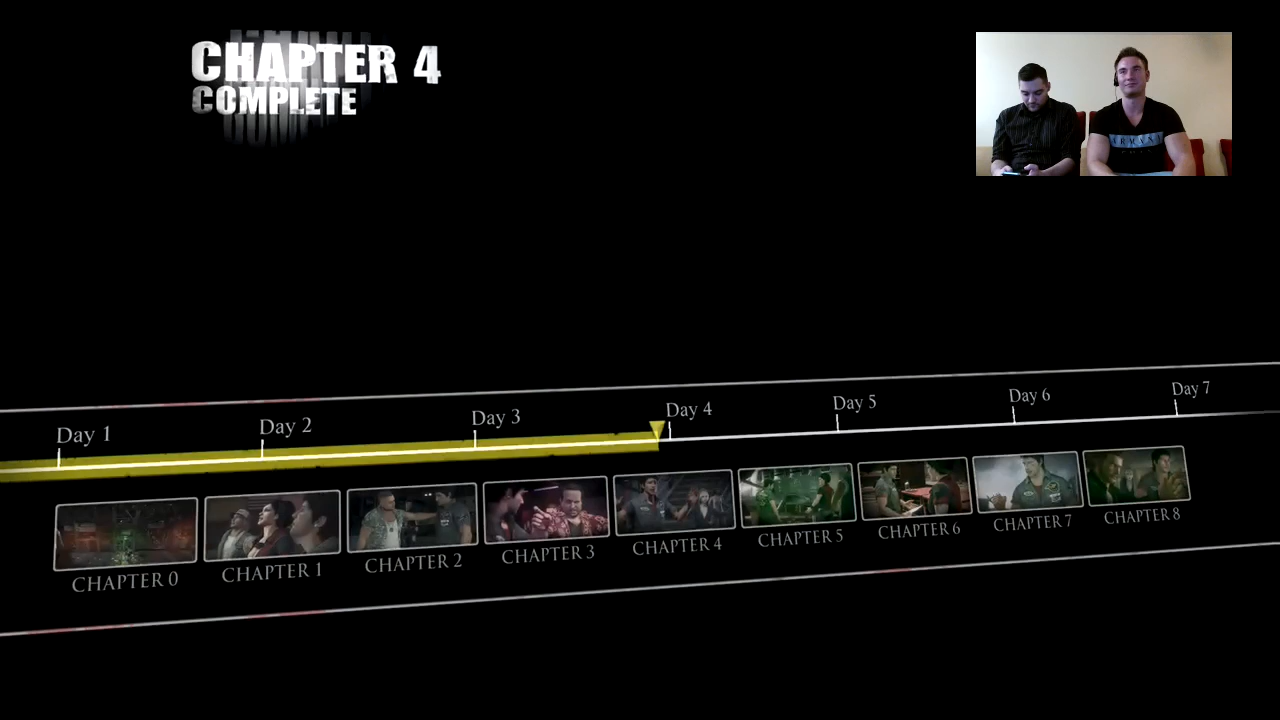 CHAPTER 4
COMPLETE
Day 1
Day 2
Day 3
Day 4
Day 5
Day 6
Day 7
CHAPTER 0
CHAPTER 1
CHAPTER 2
CHAPTER 3
CHAPTER 4
CHAPTER 5
CHAPTER 6
CHAPTER 7
CHAPTER 8